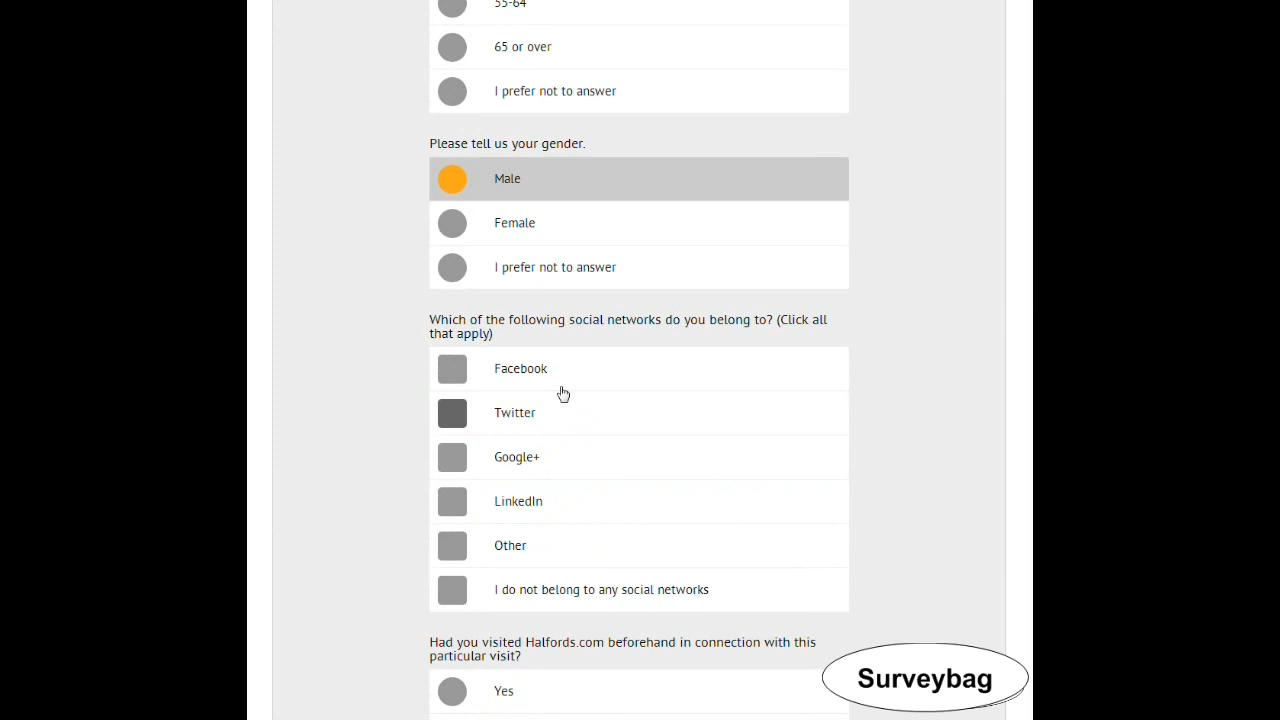 55-64
65 or over
I prefer not to answer
Please tell us your gender.
Male
Female
I prefer not to answer
Which of the following social networks do you belong to? (Click all
that apply)
Facebook
Twitter
Google+
LinkedIn
Other
I do not belong to any social networks
Had you visited Halfords.com beforehand in connection with this
particular visit?
Yes
Surveybag